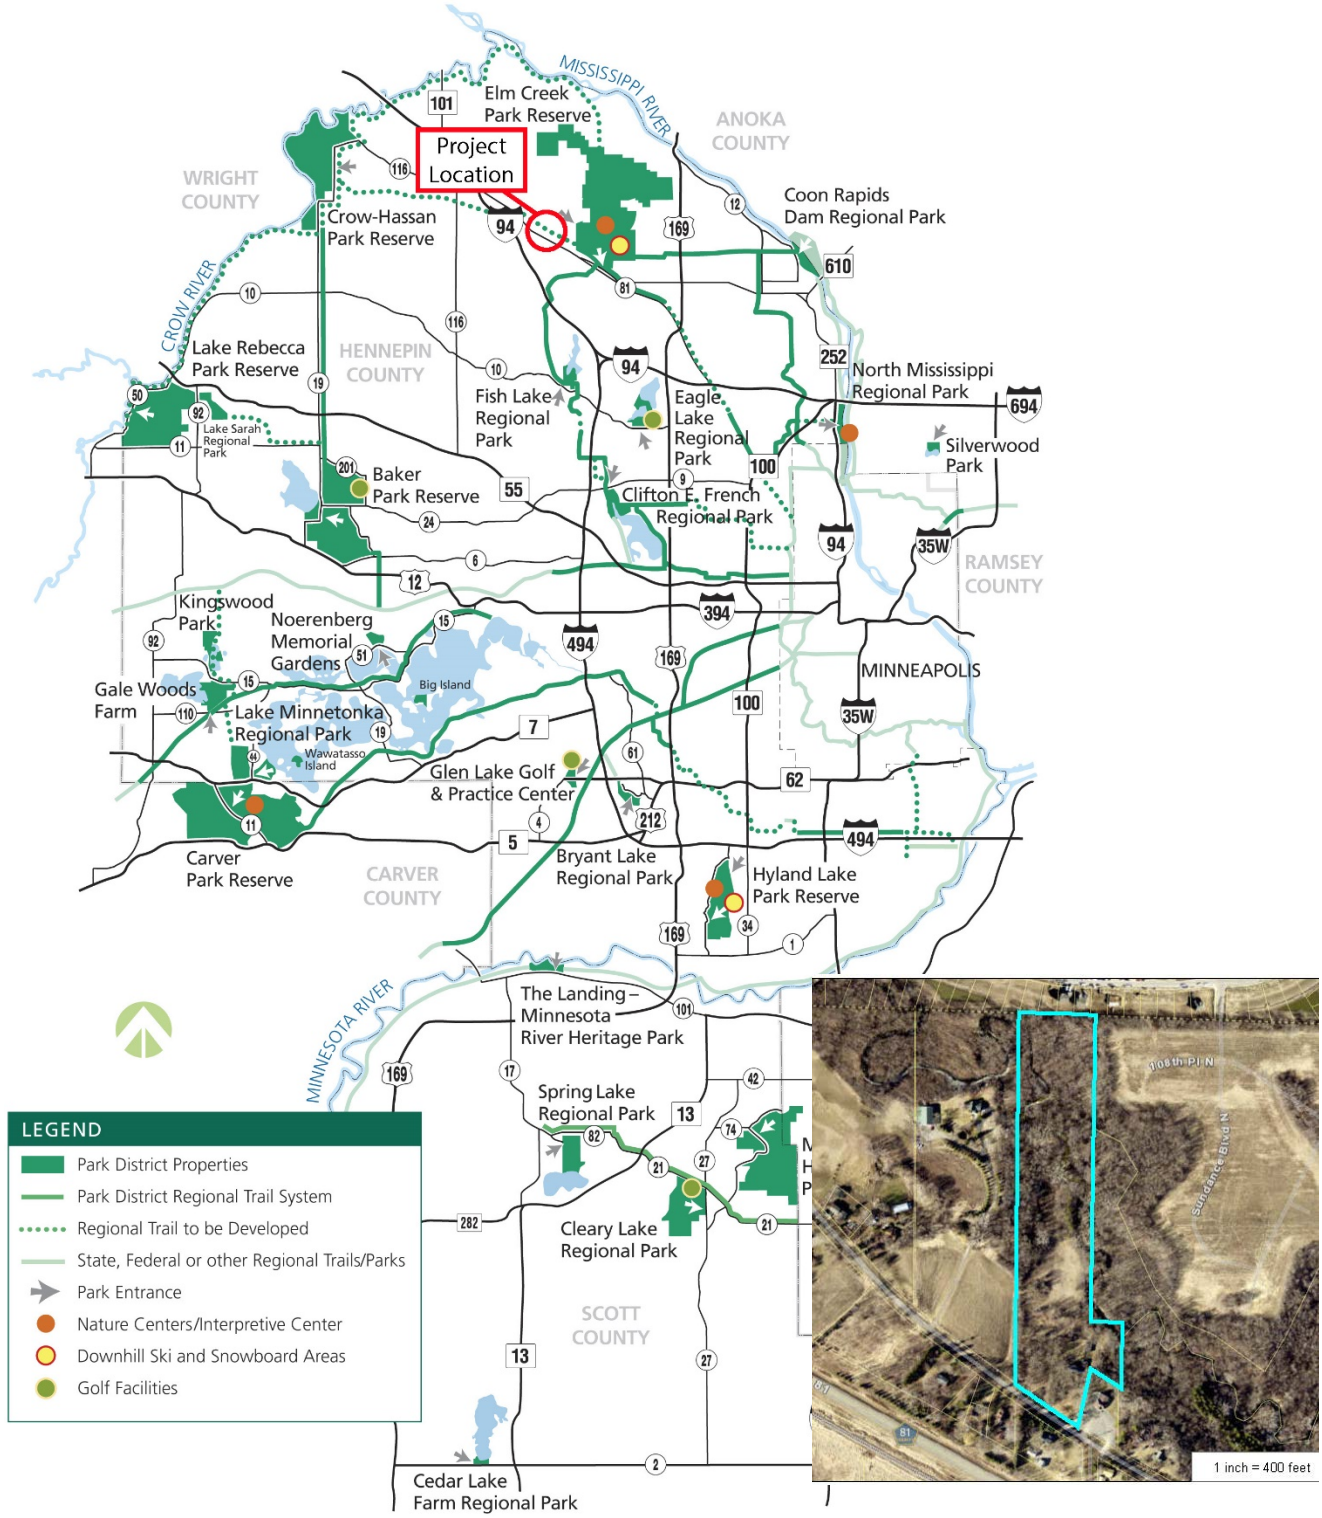 MISSISSIPPI RIVER
101
Elm Creek
Park Reserve
ANOKA
COUNTY
Project
Location
116
WRIGHT
COUNTY
Crow-Hassan
Park Reserve
94
169
12
Coon Rapids
Dam Regional Park
610
81
CROW RIVER
10
116
Lake Rebecca
Park Reserve
HENNEPIN
COUNTY
10
94
252
North Mississippi
Regional Park
694
50
92
19
Fish Lake
Regional
Park
Eagle
Lake
Regional
Park
Lake Sarah
Regional
Park
11
Silverwood
Park
201
Baker
Park Reserve
55
100
9
24
Clifton E. French
Regional Park
94
35W
RAMSEY
COUNTY
6
12
394
Kingswood
Park
Noerenberg
Memorial
Gardens
15
92
51
494
169
MINNEAPOLIS
Gale Woods
Farm
15
Big Island
110
Lake Minnetonka
Regional Park
19
7
100
35W
44
Wawatasso
Island
61
Glen Lake Golf
& Practice Center
62
11
4
212
5
494
Carver
Park Reserve
CARVER
COUNTY
Bryant Lake
Regional Park
Hyland Lake
Park Reserve
34
169
1
MINNESOTA RIVER
The Landing –
Minnesota
River Heritage Park
101
169
17
42
Spring Lake
Regional Park
13
82
74
21
27
M
H
P
282
Cleary Lake
Regional Park
21
SCOTT
COUNTY
13
27
2
Cedar Lake
Farm Regional Park
LEGEND
Park District Properties
Park District Regional Trail System
Regional Trail to be Developed
State, Federal or other Regional Trails/Parks
Park Entrance
Nature Centers/Interpretive Center
Downhill Ski and Snowboard Areas
Golf Facilities
108th Pl N
Sundance Blvd N
81
1 inch = 400 feet